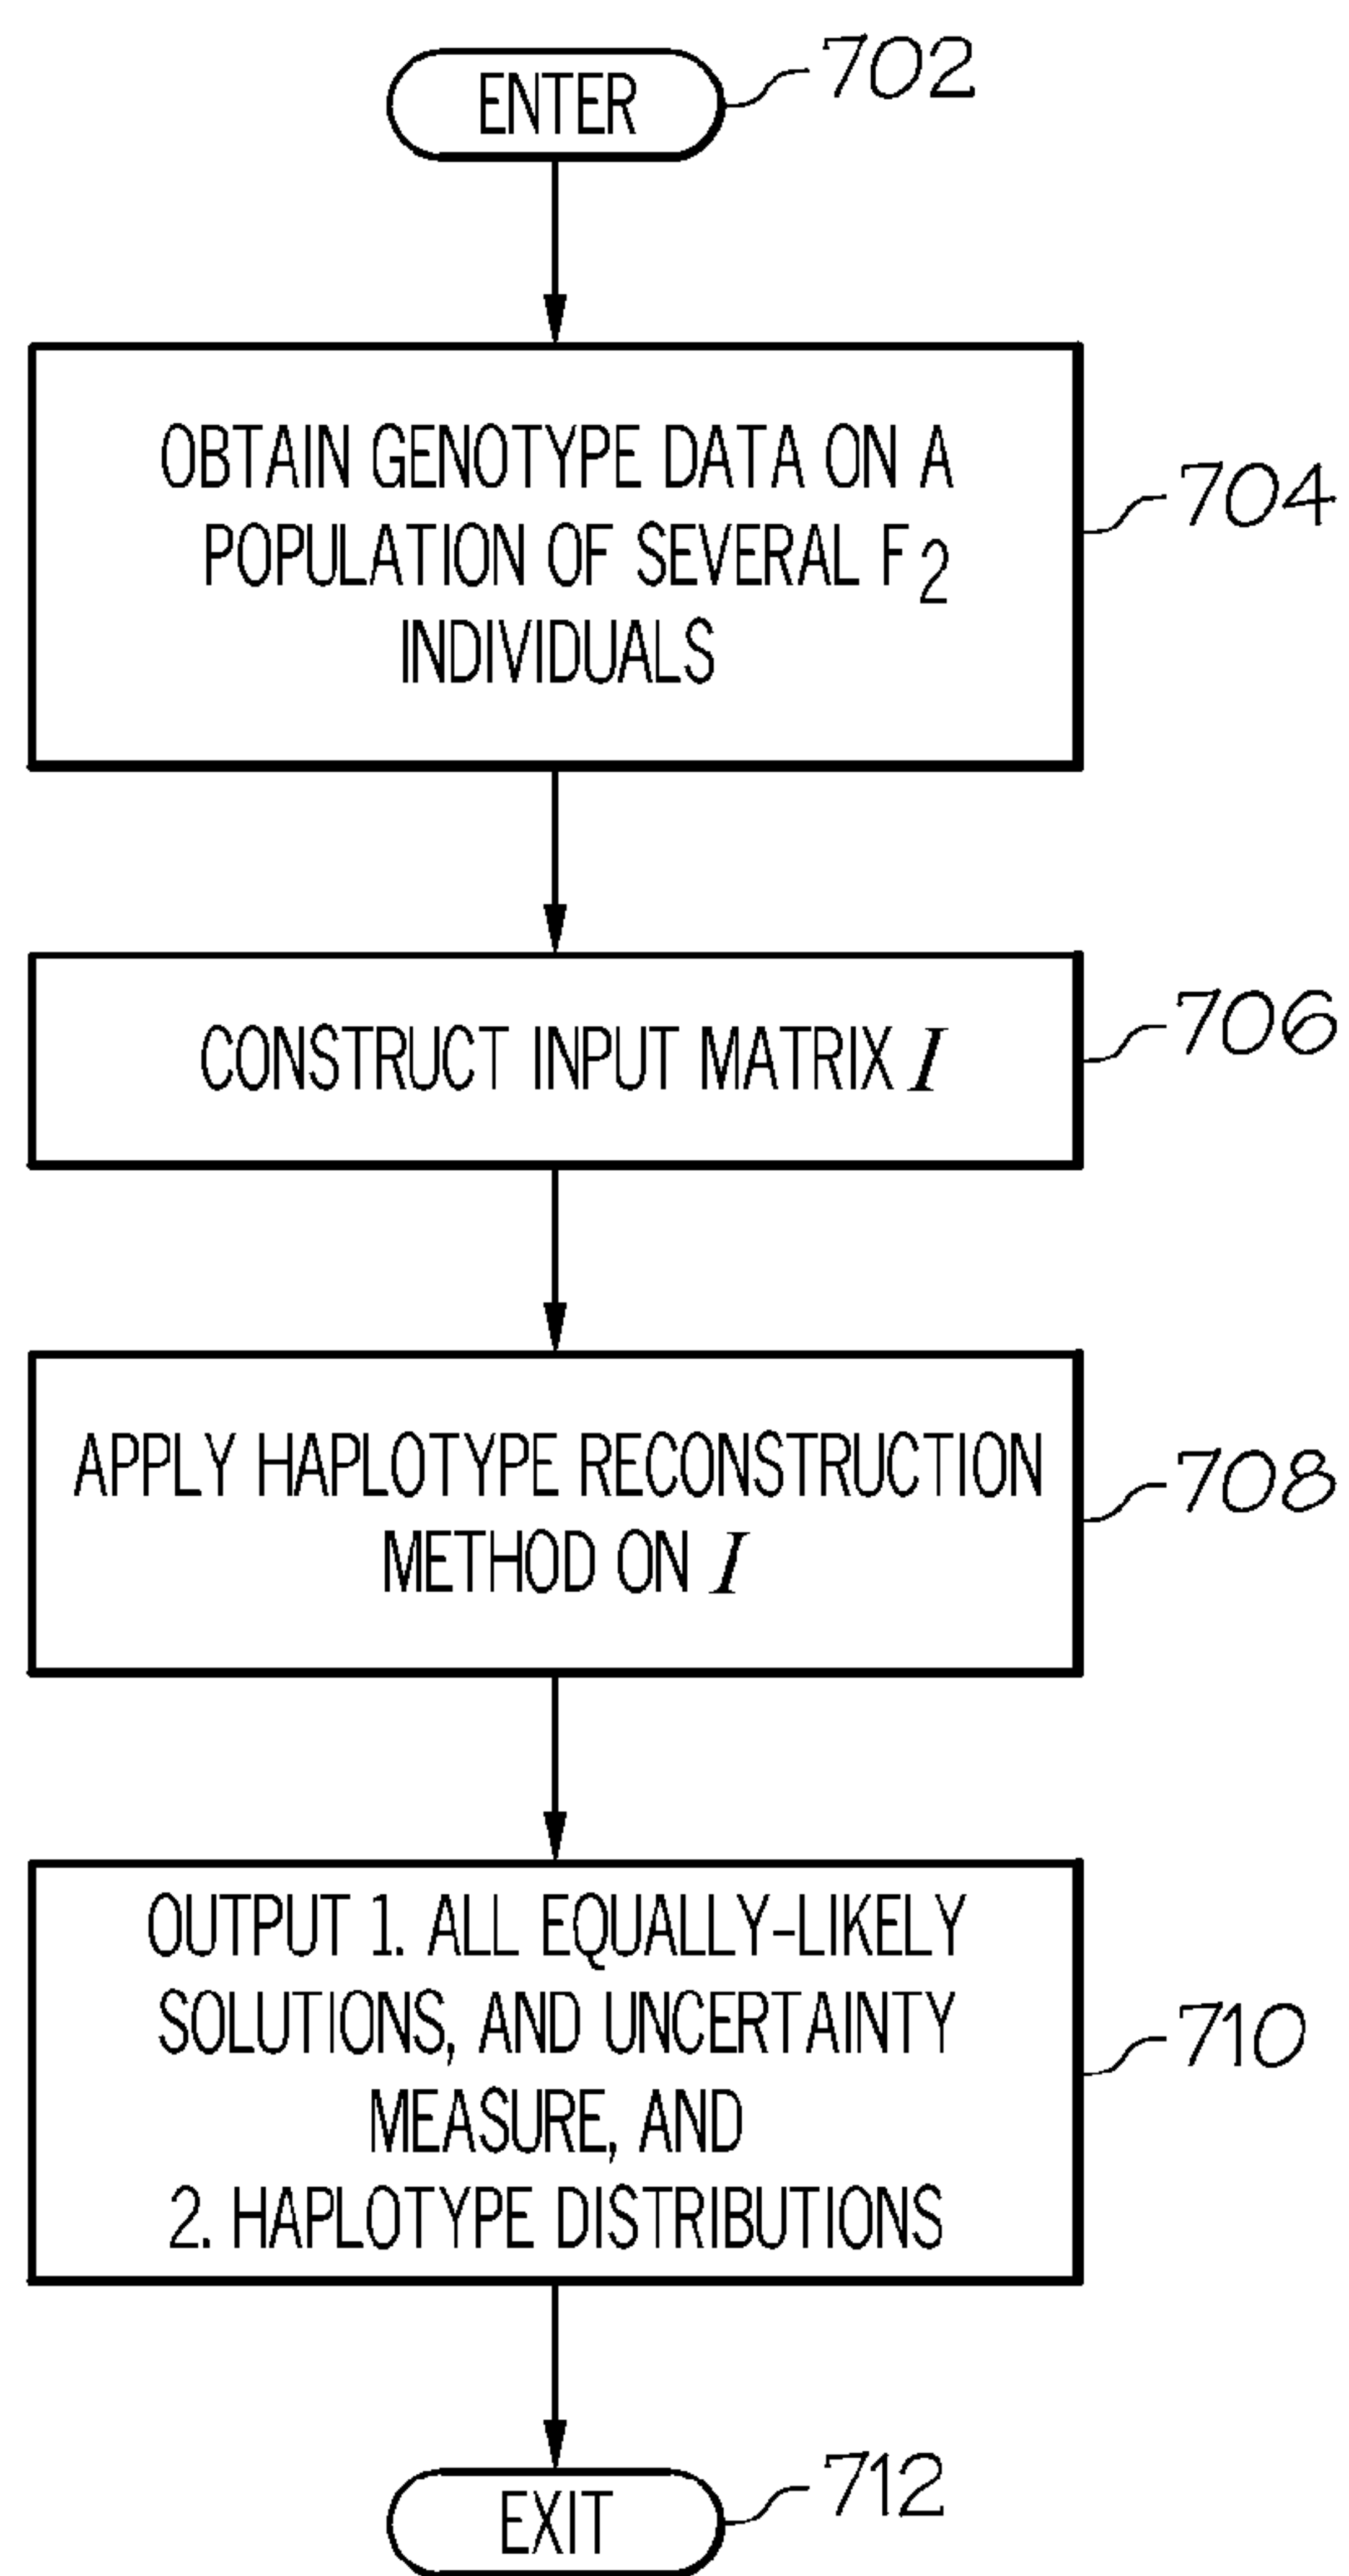 ENTER
702
OBTAIN GENOTYPE DATA ON A
POPULATION OF SEVERAL F2
INDIVIDUALS
704
CONSTRUCT INPUT MATRIX I
706
APPLY HAPLOTYPE RECONSTRUCTION
METHOD ON I
708
OUTPUT 1. ALL EQUALLY-LIKELY
SOLUTIONS, AND UNCERTAINTY
MEASURE, AND
2. HAPLOTYPE DISTRIBUTIONS
710
EXIT
712